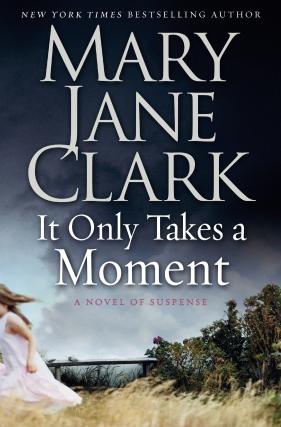 NEW YORK TIMES BESTSELLING AUTHOR
MARY
JANE
CLARK
It Only Takes a
Moment
A NOVEL OF SUSPENSE